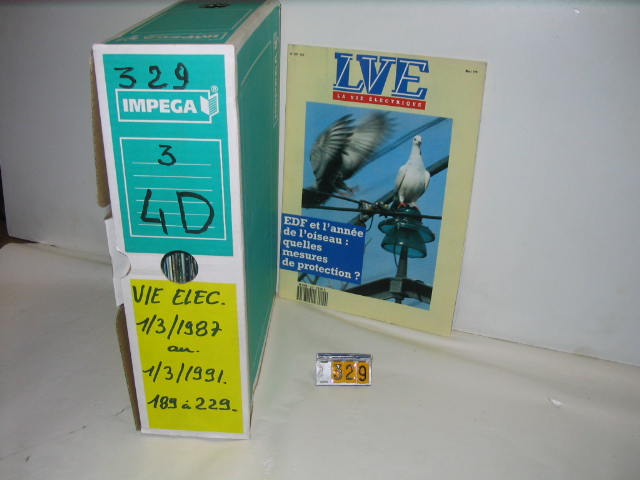 329
IMPEGA
3
4D
VIE ELEC.
1/3/1987
au.
1/3/1991.
189 à 229.
LVE
LA VIE ÉLECTRIQUE
EDF et l'année
de l'oiseau :
quelles
mesures
de protection ?
329